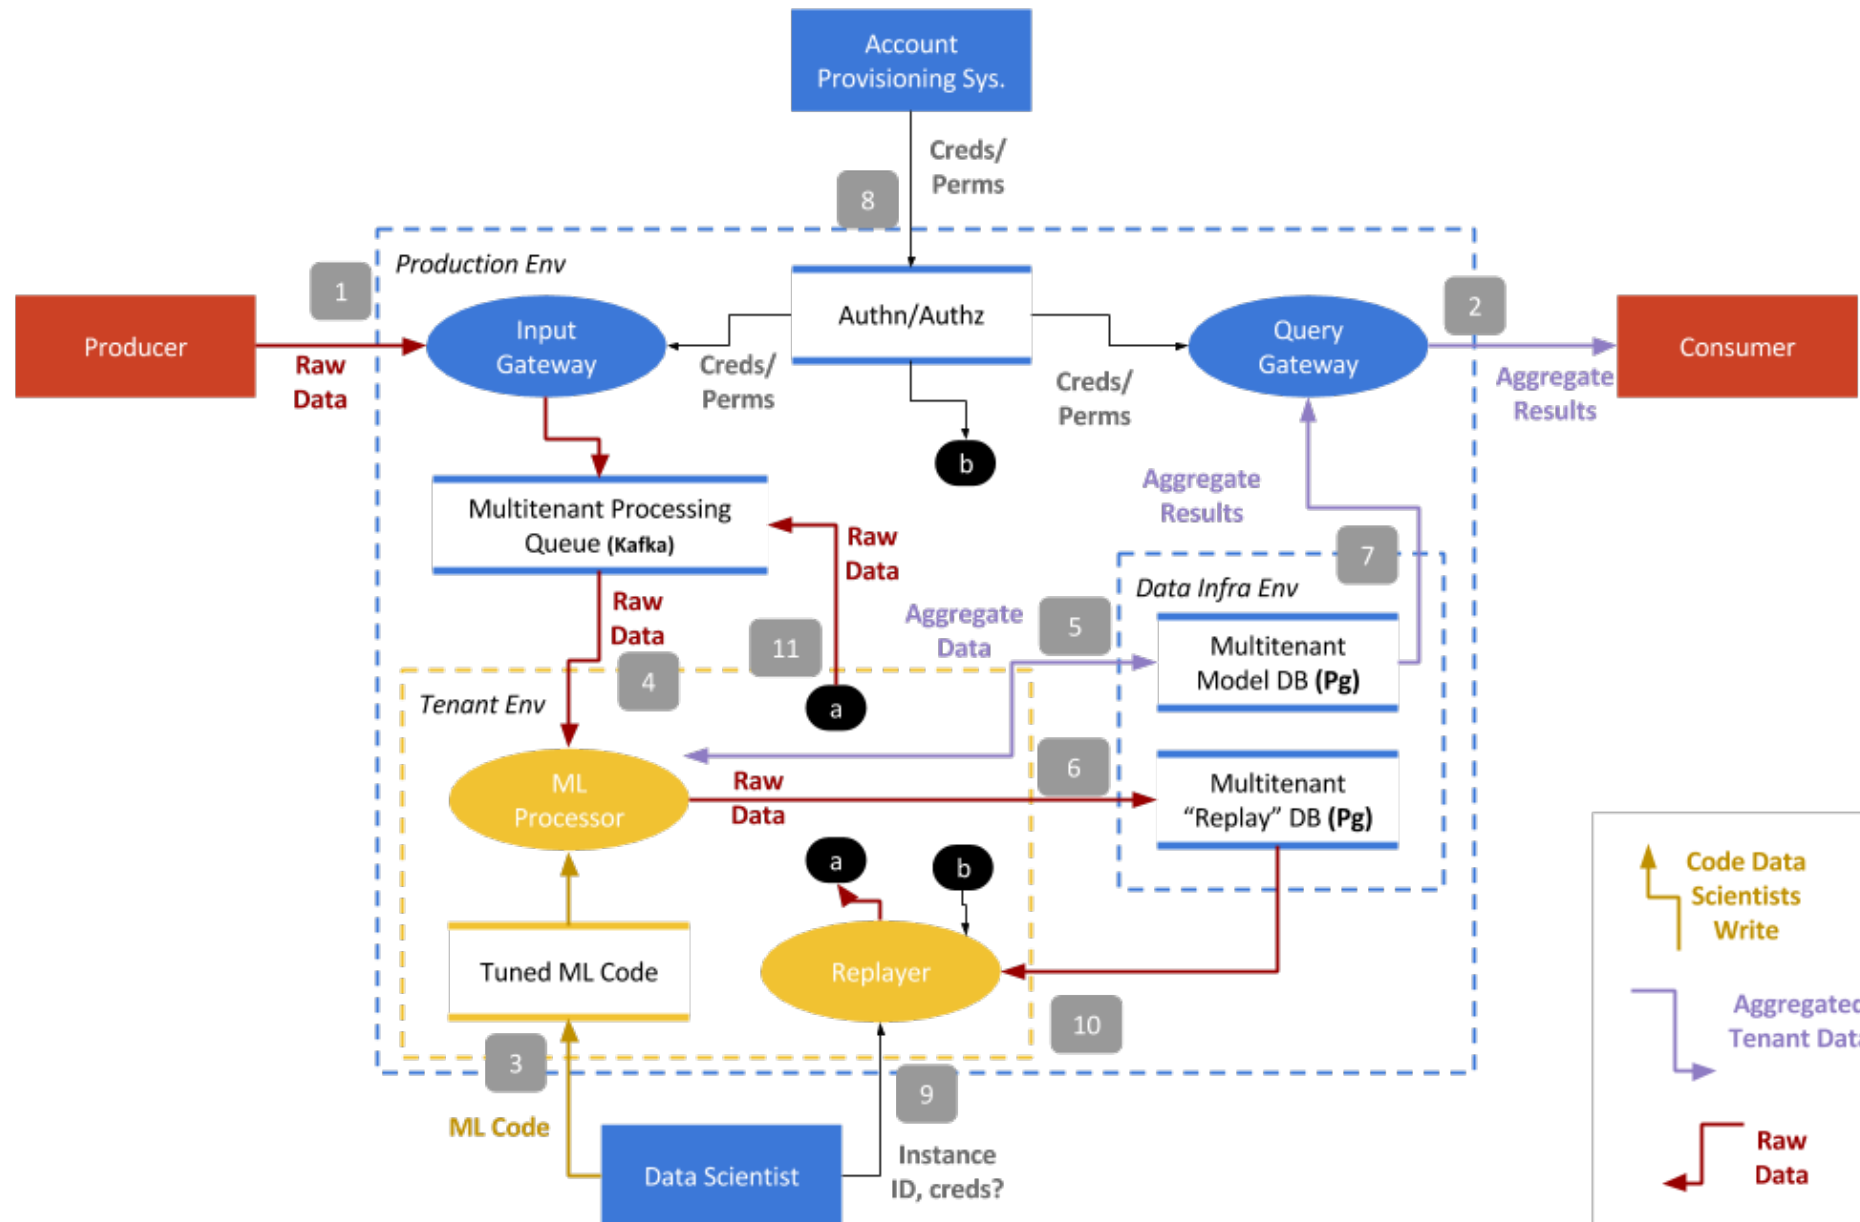 Account
Provisioning Sys.
Creds/
Perms
8
Production Env
1
Producer
Raw
Data
Input
Gateway
Creds/
Perms
Authn/Authz
Creds/
Perms
Query
Gateway
2
Aggregate
Results
Consumer
b
Multitenant Processing
Queue (Kafka)
Raw
Data
Aggregate
Results
7
Data Infra Env
Raw
Data
11
4
Aggregate
Data
5
Multitenant
Model DB (Pg)
Tenant Env
a
ML
Processor
Raw
Data
6
Multitenant
“Replay” DB (Pg)
a
b
Tuned ML Code
Replayer
10
3
9
ML Code
Data Scientist
Instance
ID, creds?
Code Data
Scientists
Write
Aggregated
Tenant Data
Raw
Data